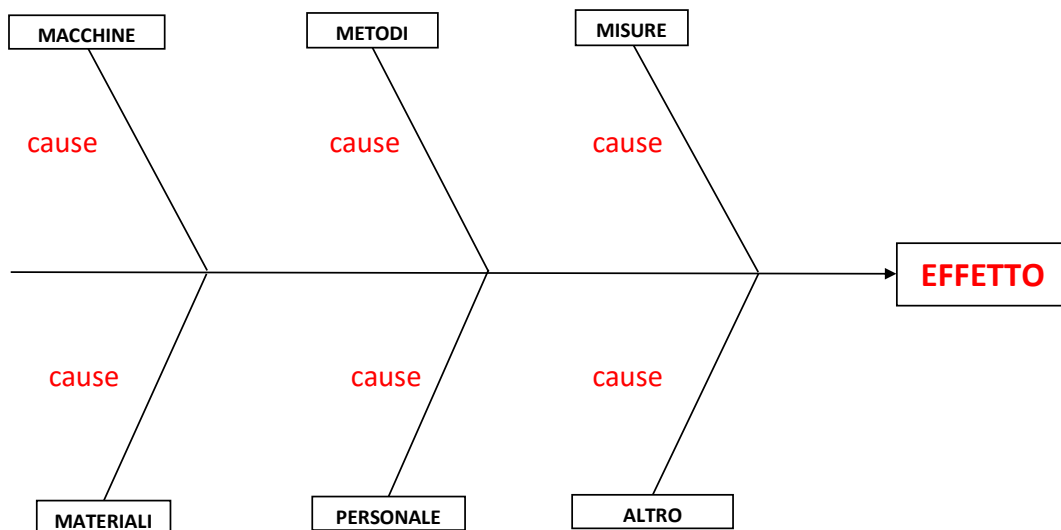 MACCHINE
METODI
MISURE
cause
cause
cause
EFFETTO
cause
cause
cause
MATERIALI
PERSONALE
ALTRO